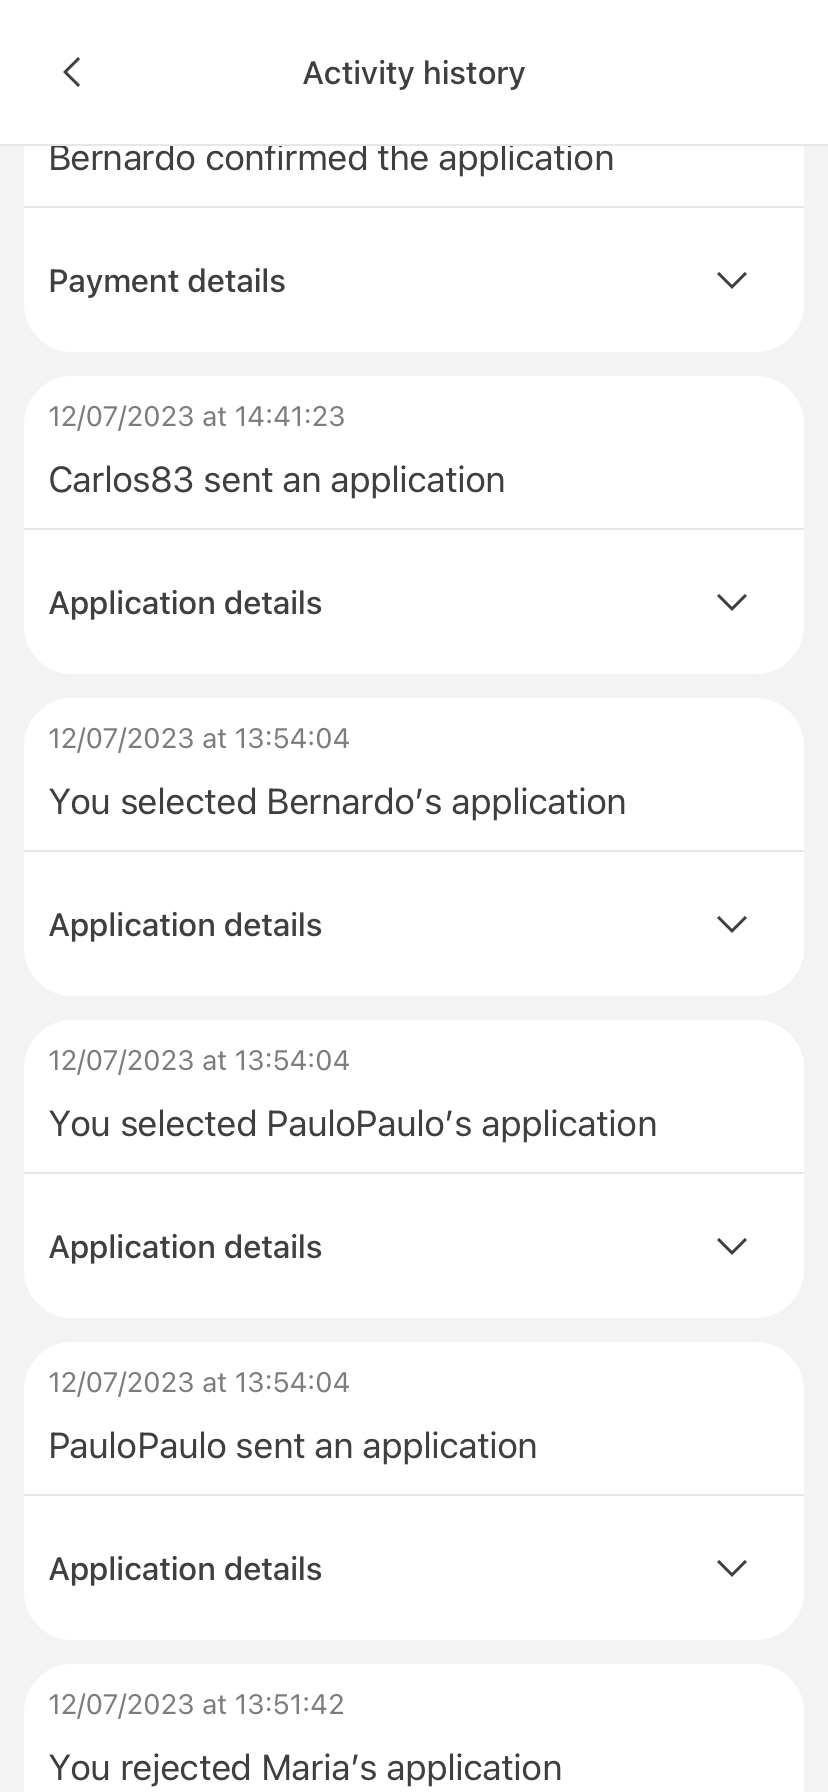 Activity history
Bernardo confirmed the application
Payment details
12/07/2023 at 14:41:23
Carlos83 sent an application
Application details
12/07/2023 at 13:54:04
You selected Bernardo’s application
Application details
12/07/2023 at 13:54:04
You selected PauloPaulo’s application
Application details
12/07/2023 at 13:54:04
PauloPaulo sent an application
Application details
12/07/2023 at 13:51:42
You rejected Maria’s application